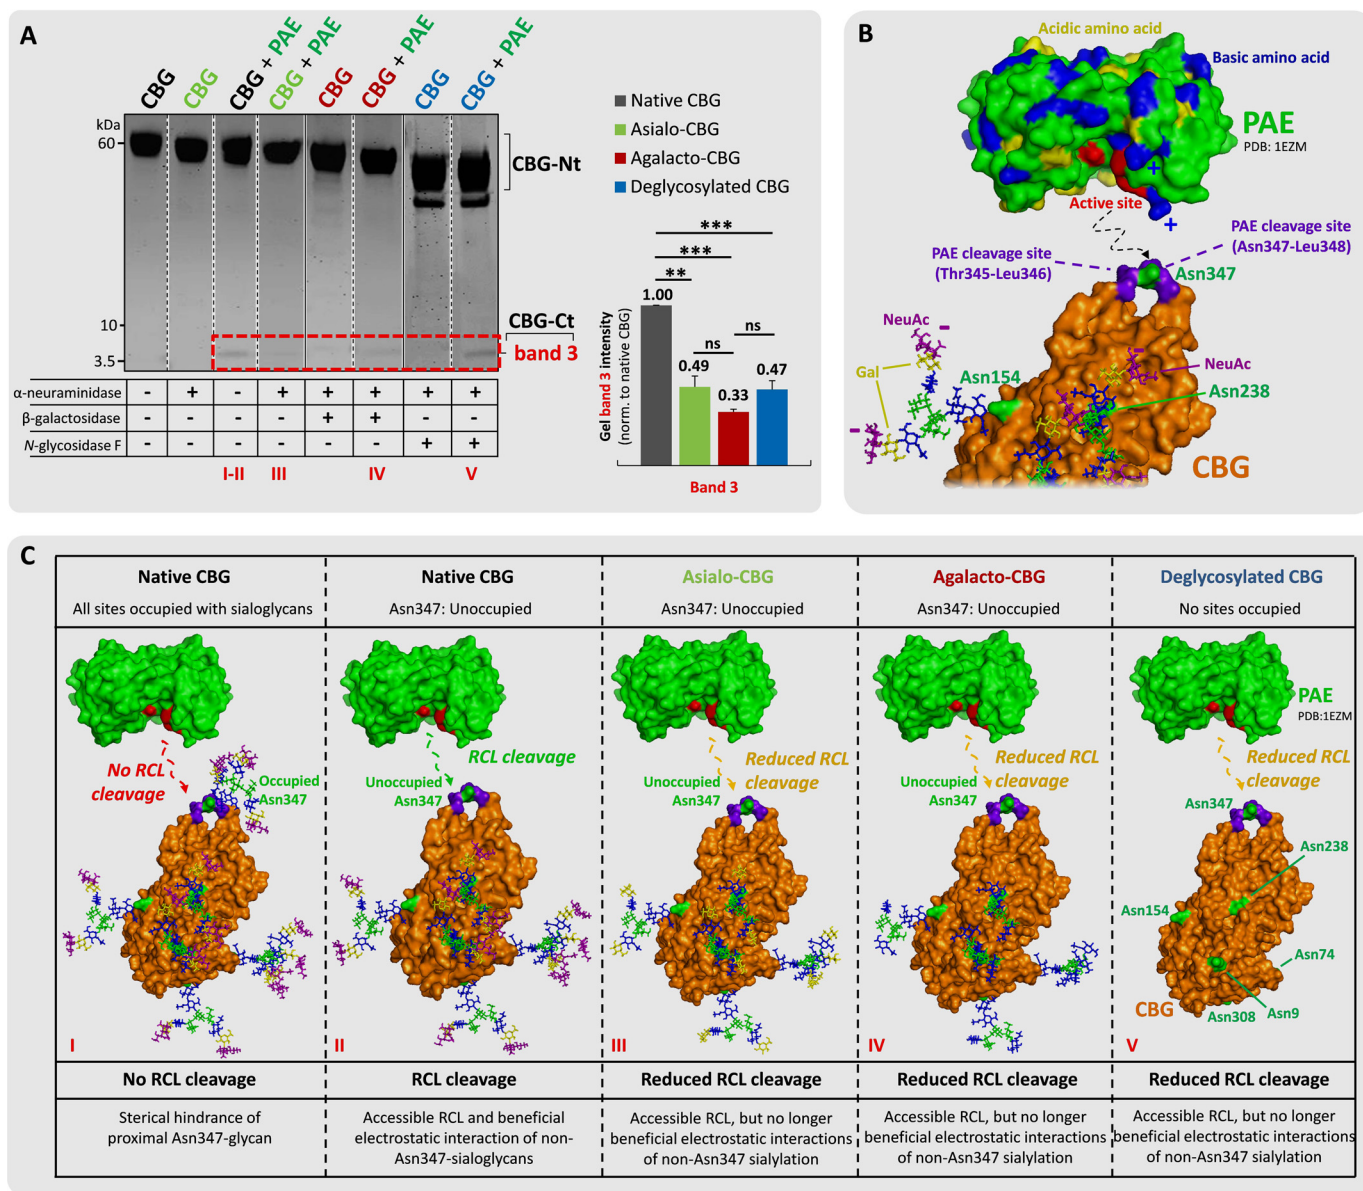 A
CBG
CBG
CBG + PAE
CBG + PAE
CBG
CBG + PAE
CBG
CBG + PAE
kDa
60
10
3.5
CBG-Nt
CBG-Ct
band 3
α-neuraminidase - + - + + + + +
β-galactosidase - - - - + + - -
N-glycosidase F - - - - - - + +
I-II III IV V
Native CBG
Asialo-CBG
Agalacto-CBG
Deglycosylated CBG
***
***
**
1.00
ns
ns
0.49
0.33
0.47
Gel band 3 intensity
(norm. to native CBG)
Band 3
B
Acidic amino acid
Basic amino acid
PAE
PDB: 1EZM
+
Active site
+
PAE cleavage site
(Asn347-Leu348)
PAE cleavage site
(Thr345-Leu346)
Asn347
NeuAc
-
-
NeuAc
Gal
Asn154
Asn238
-
CBG
C
Native CBG
All sites occupied with sialoglycans
Native CBG
Asn347: Unoccupied
Asialo-CBG
Asn347: Unoccupied
Agalacto-CBG
Asn347: Unoccupied
Deglycosylated CBG
No sites occupied
No RCL
cleavage
Occupied
Asn347
I
RCL cleavage
Unoccupied
Asn347
II
Reduced RCL
cleavage
Unoccupied
Asn347
III
Reduced RCL
cleavage
Unoccupied
Asn347
IV
PAE
PDB:1EZM
Reduced RCL
cleavage
Asn347
Asn238
Asn154
Asn74
CBG
Asn308
Asn9
V
No RCL cleavage
RCL cleavage
Reduced RCL cleavage
Reduced RCL cleavage
Reduced RCL cleavage
Sterical hindrance of
proximal Asn347-glycan
Accessible RCL and beneficial
electrostatic interaction of non-
Asn347-sialoglycans
Accessible RCL, but no longer
beneficial electrostatic interactions
of non-Asn347 sialylation
Accessible RCL, but no longer
beneficial electrostatic interactions
of non-Asn347 sialylation
Accessible RCL, but no longer
beneficial electrostatic interactions
of non-Asn347 sialylation